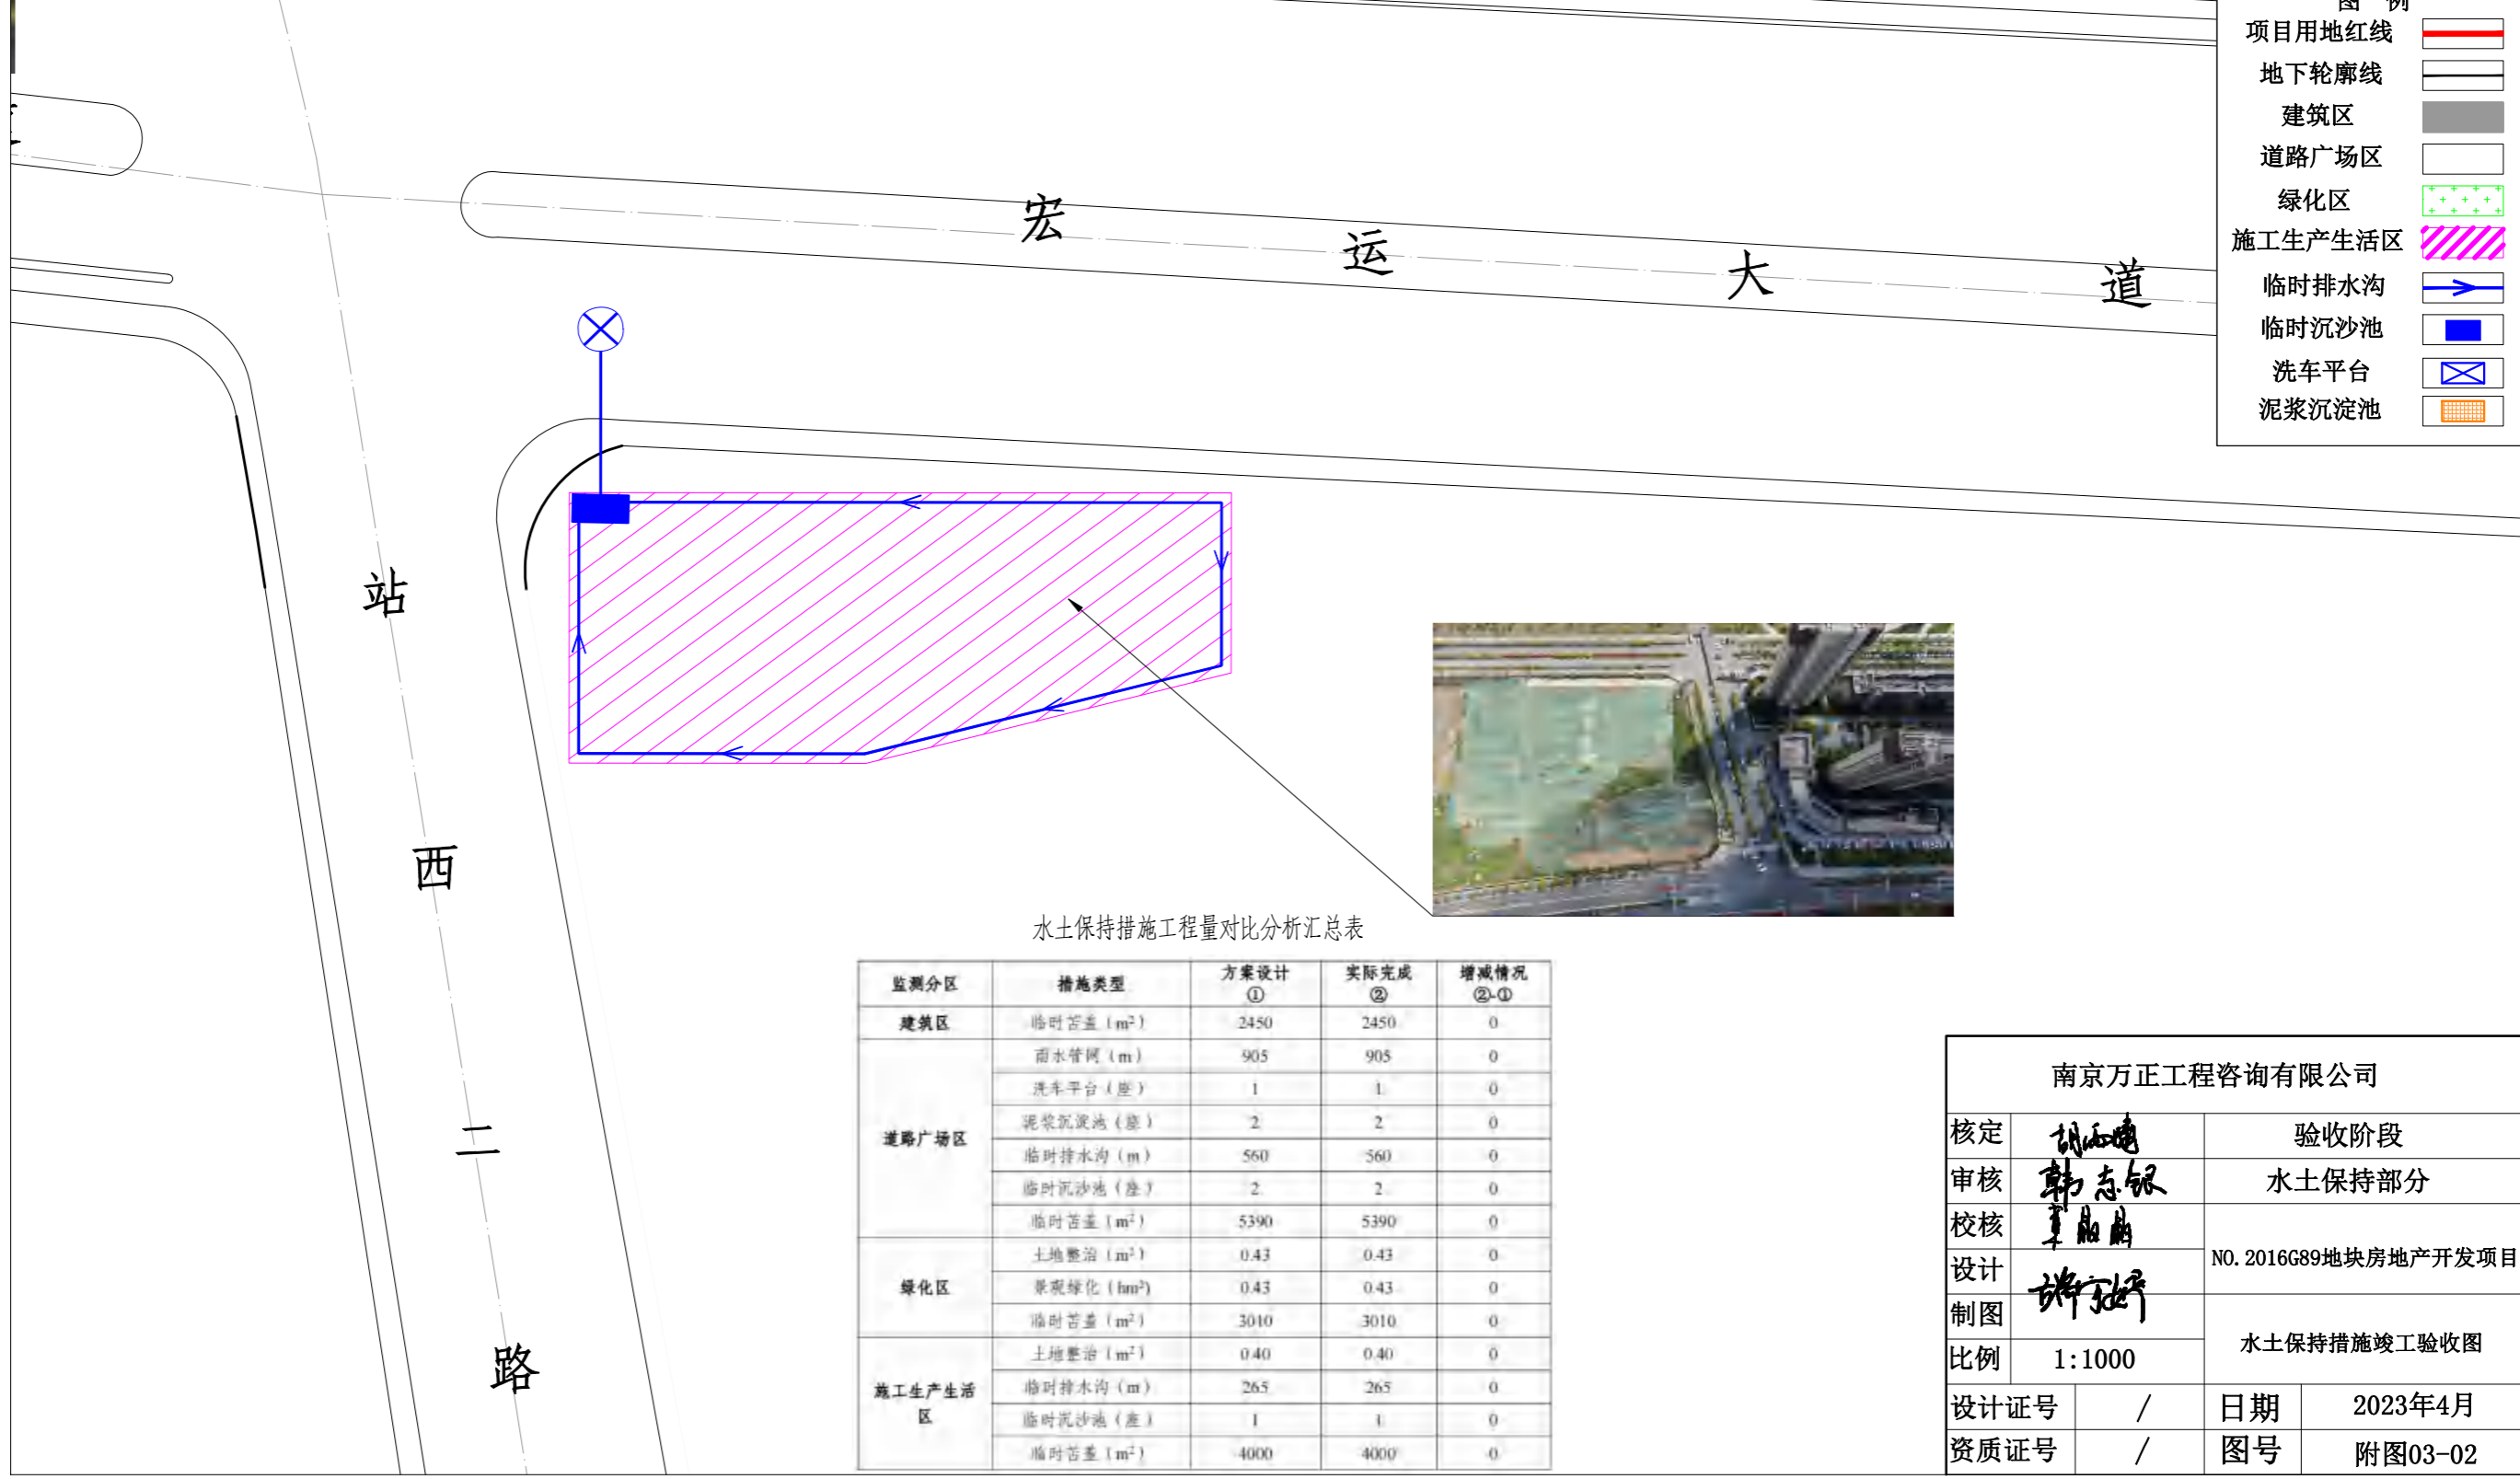 图 例
项目用地红线
地下轮廓线
建筑区
道路广场区
绿化区
施工生产生活区
临时排水沟
临时沉沙池
洗车平台
泥浆沉淀池
宏运大道
站西二路
水土保持措施工程量对比分析汇总表
监测分区 措施类型 方案设计① 实际完成② 增减情况②-①
建筑区 临时苫盖（m²） 2450 2450 0
道路广场区 雨水管网（m） 905 905 0
洗车平台（座） 1 1 0
泥浆沉淀池（座） 2 2 0
临时排水沟（m） 560 560 0
临时沉沙池（座） 2 2 0
临时苫盖（m²） 5390 5390 0
绿化区 土地整治（m²） 0.43 0.43 0
景观绿化（hm²) 0.43 0.43 0
临时苫盖（m²） 3010 3010 0
施工生产生活区 土地整治（m²） 0.40 0.40 0
临时排水沟（m） 265 265 0
临时沉沙池（座） 1 1 0
临时苫盖（m²） 4000 4000 0
南京万正工程咨询有限公司
核定 验收阶段
审核 韩志银 水土保持部分
校核
NO.2016G89地块房地产开发项目
设计
制图
水土保持措施竣工验收图
比例 1:1000
设计证号 / 日期 2023年4月
资质证号 / 图号 附图03-02